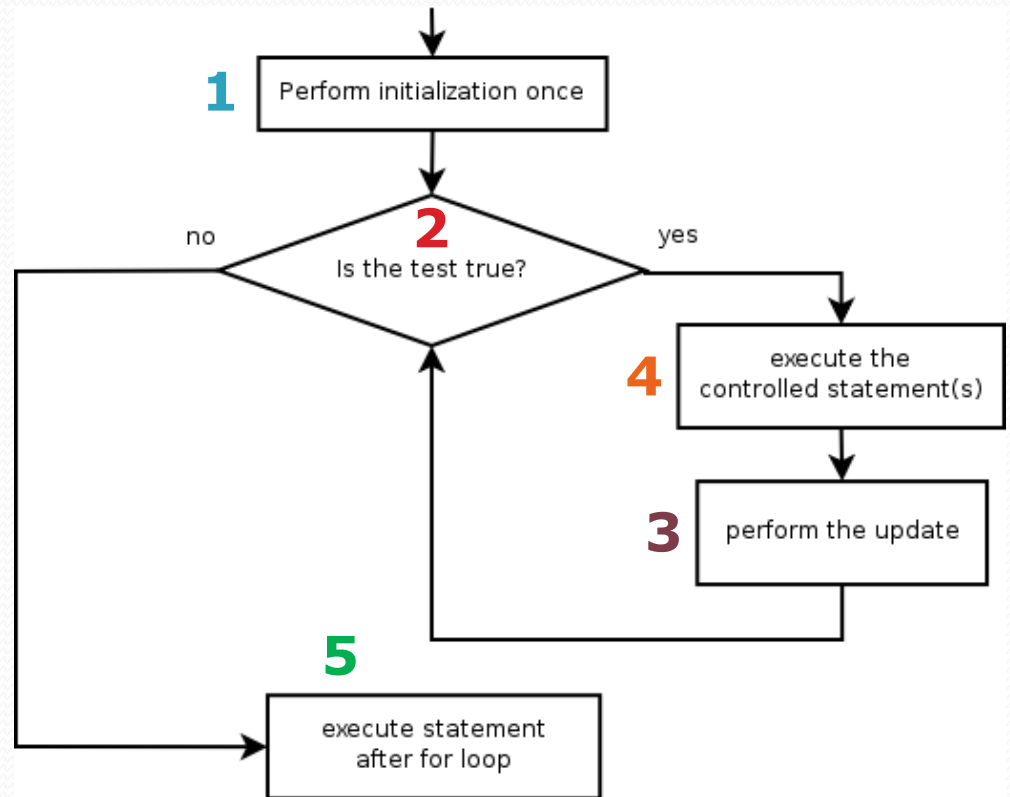 1
Perform initialization once
2
no
yes
Is the test true?
4
execute the
controlled statement(s)
3
perform the update
5
execute statement
after for loop